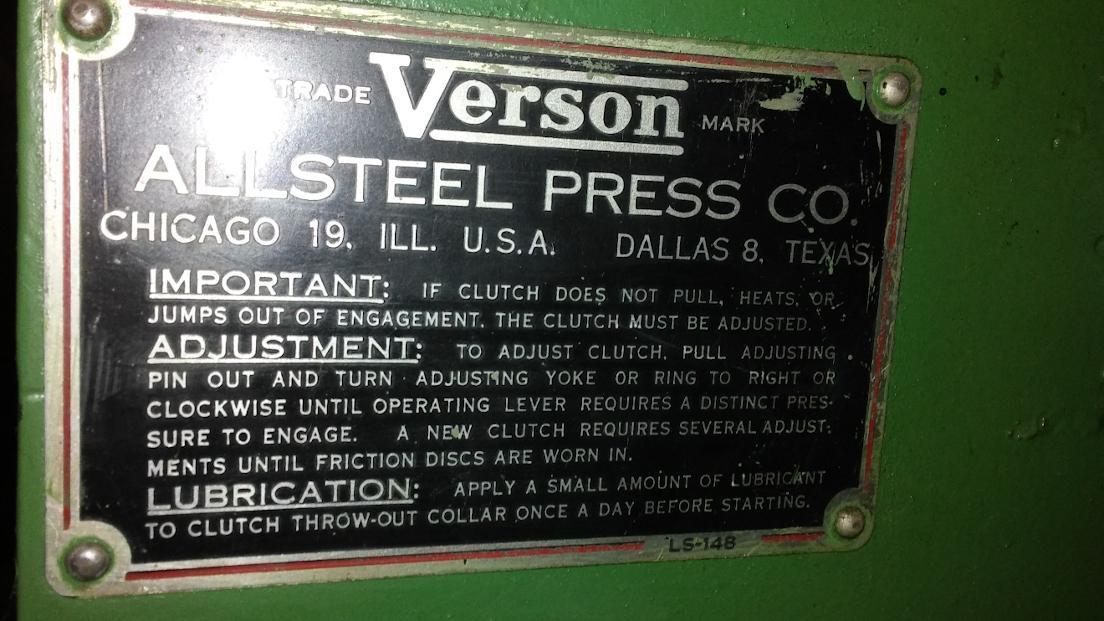 TRADE Verson MARK
ALLSTEEL PRESS CO.
CHICAGO 19, ILL. U.S.A. DALLAS 8, TEXAS
IMPORTANT: IF CLUTCH DOES NOT PULL, HEATS, OR
JUMPS OUT OF ENGAGEMENT, THE CLUTCH MUST BE ADJUSTED.
ADJUSTMENT: TO ADJUST CLUTCH, PULL ADJUSTING
PIN OUT AND TURN ADJUSTING YOKE OR RING TO RIGHT OR
CLOCKWISE UNTIL OPERATING LEVER REQUIRES A DISTINCT PRES-
SURE TO ENGAGE. A NEW CLUTCH REQUIRES SEVERAL ADJUST-
MENTS UNTIL FRICTION DISCS ARE WORN IN.
LUBRICATION: APPLY A SMALL AMOUNT OF LUBRICANT
TO CLUTCH THROW-OUT COLLAR ONCE A DAY BEFORE STARTING.
LS-148